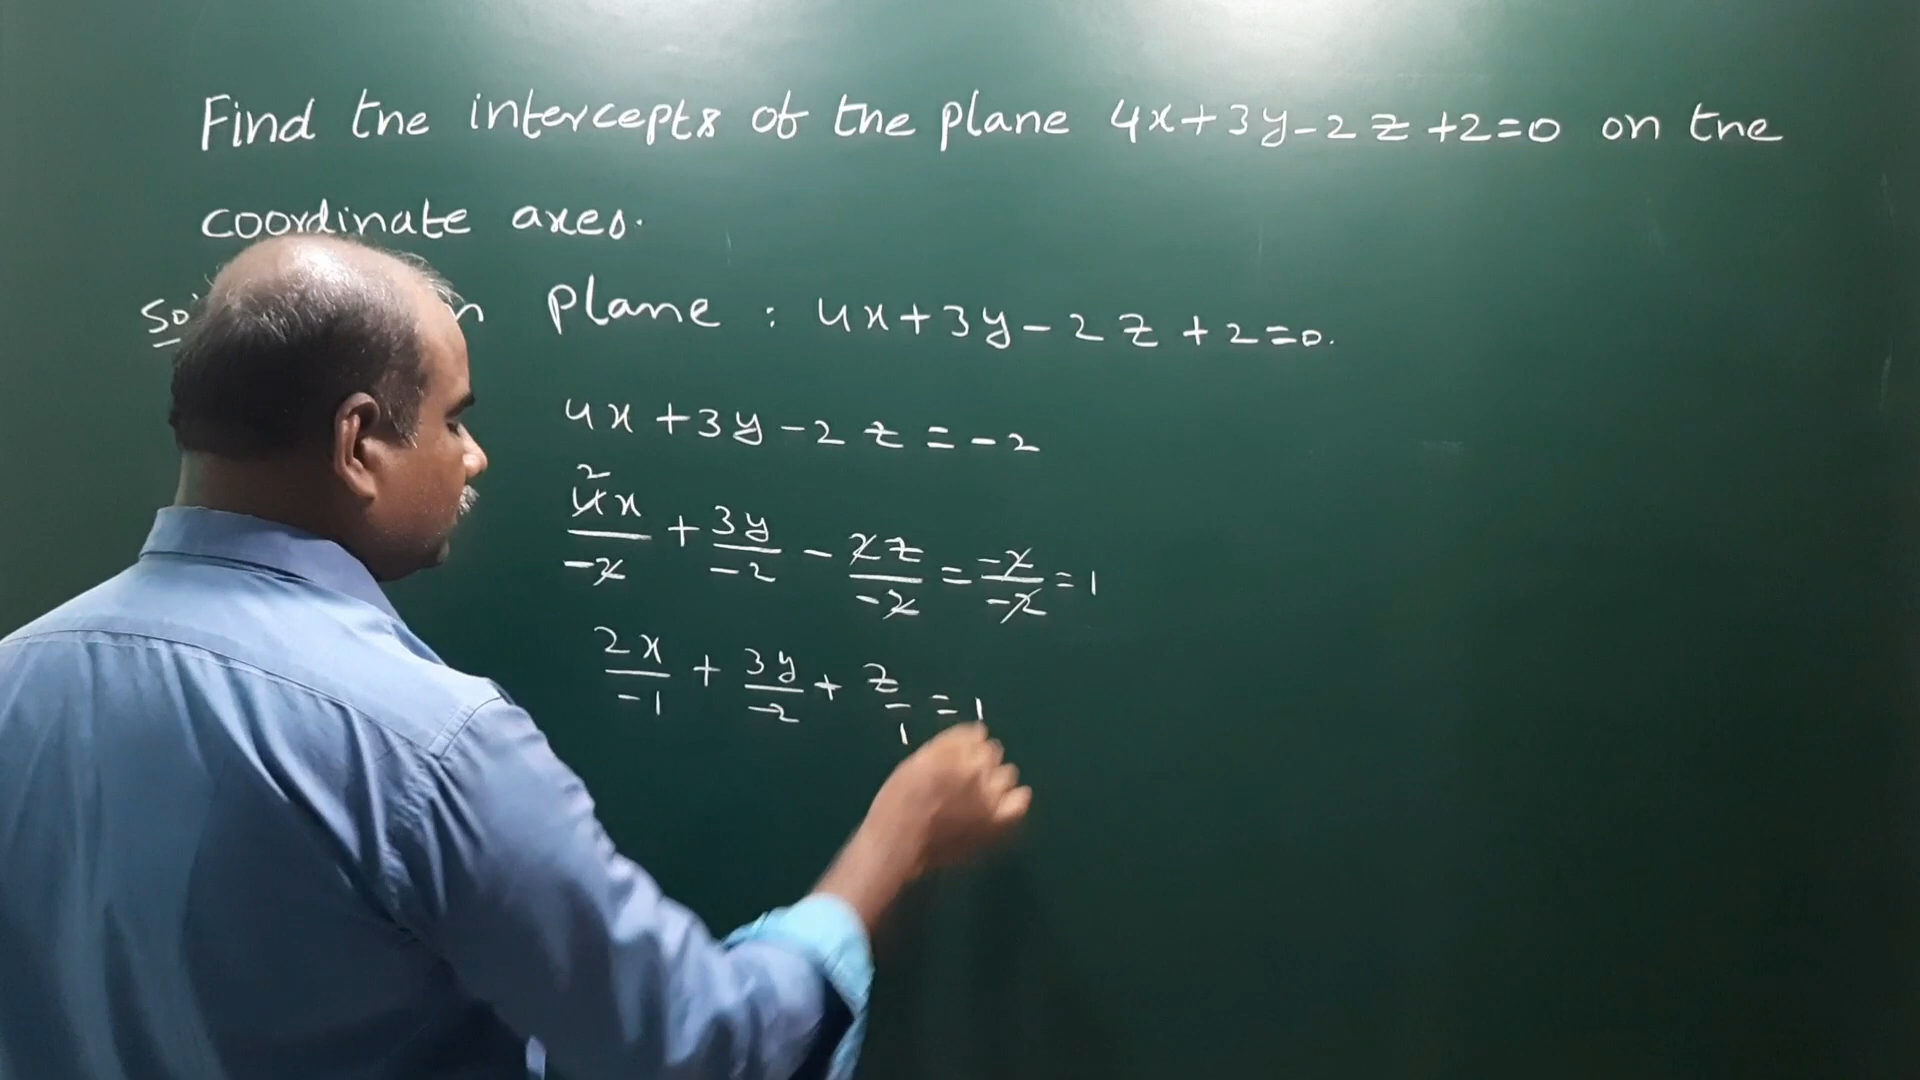 Find the intercepts of the plane 4x+3y-2z+2=0 on the
coordinate axes.
plane : 4x+3y-2z+2=0.
4x+3y-2z=-2
2
4x/-2 + 3y/-2 - 2z/-2 = -2/-2 = 1
2x/-1 + 3y/-2 + z/1 = 1